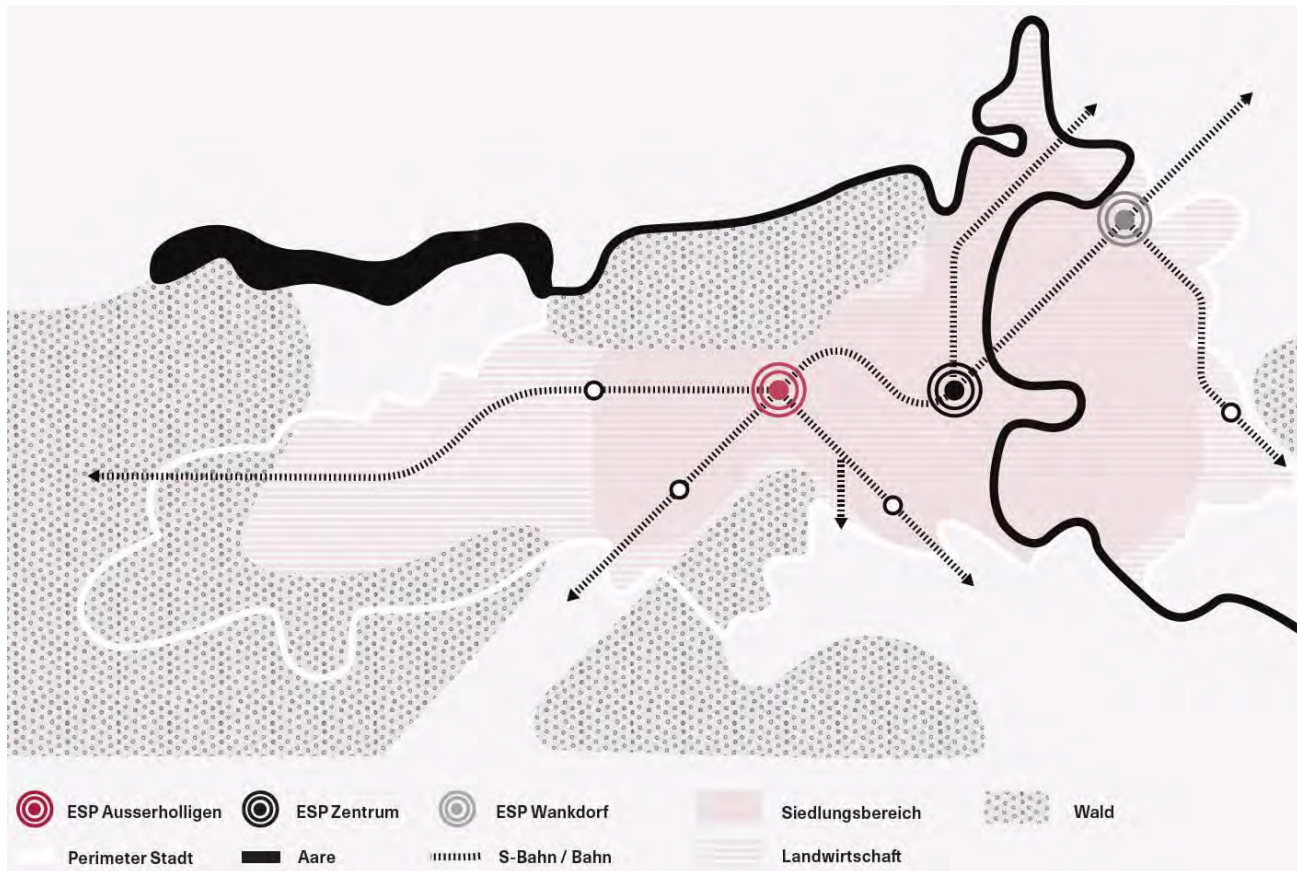 ESP Ausserholligen ESP Zentrum ESP Wankdorf Siedlungsbereich Wald
Perimeter Stadt Aare S-Bahn / Bahn Landwirtschaft